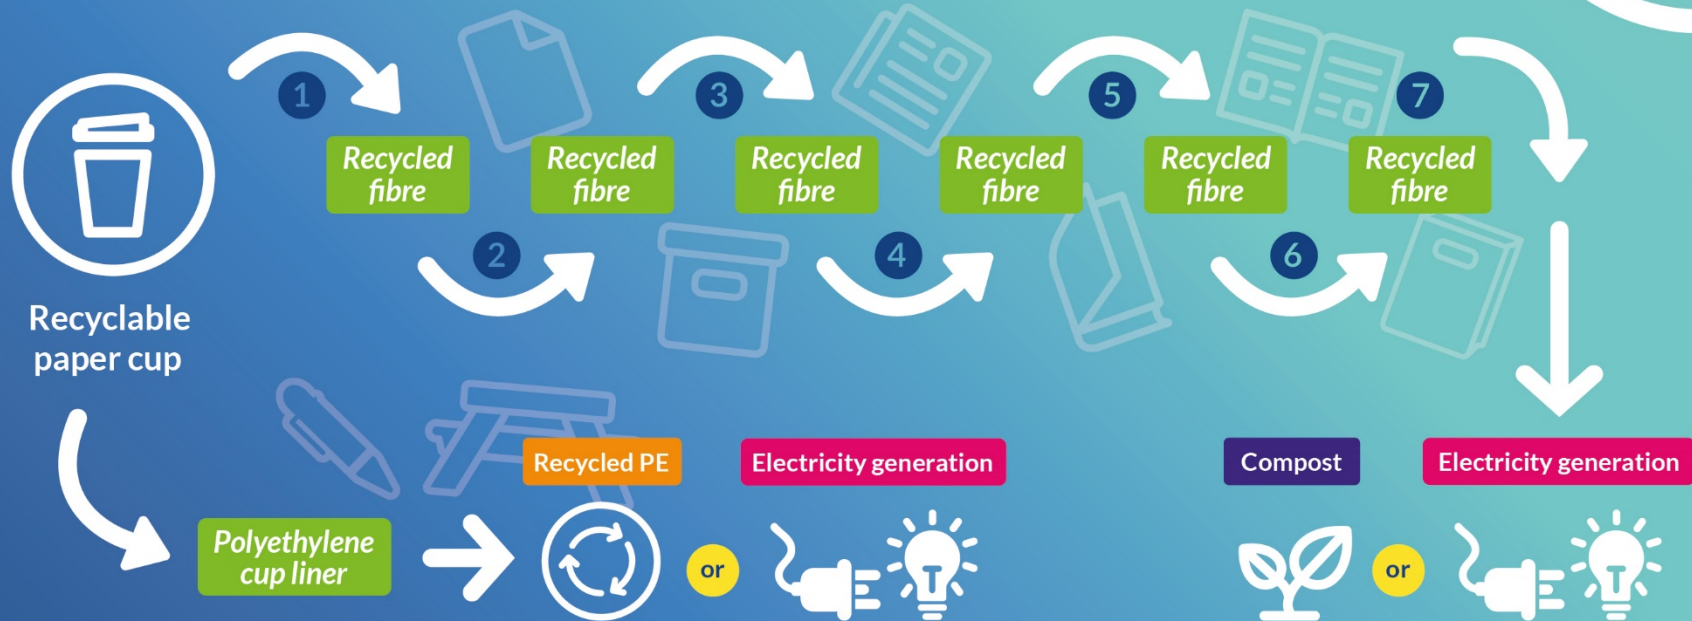 1
3
5
7
Recycled
fibre
Recycled
fibre
Recycled
fibre
Recycled
fibre
Recycled
fibre
Recycled
fibre
2
4
6
Recyclable
paper cup
Recycled PE
Electricity generation
Compost
Electricity generation
Polyethylene
cup liner
or
or